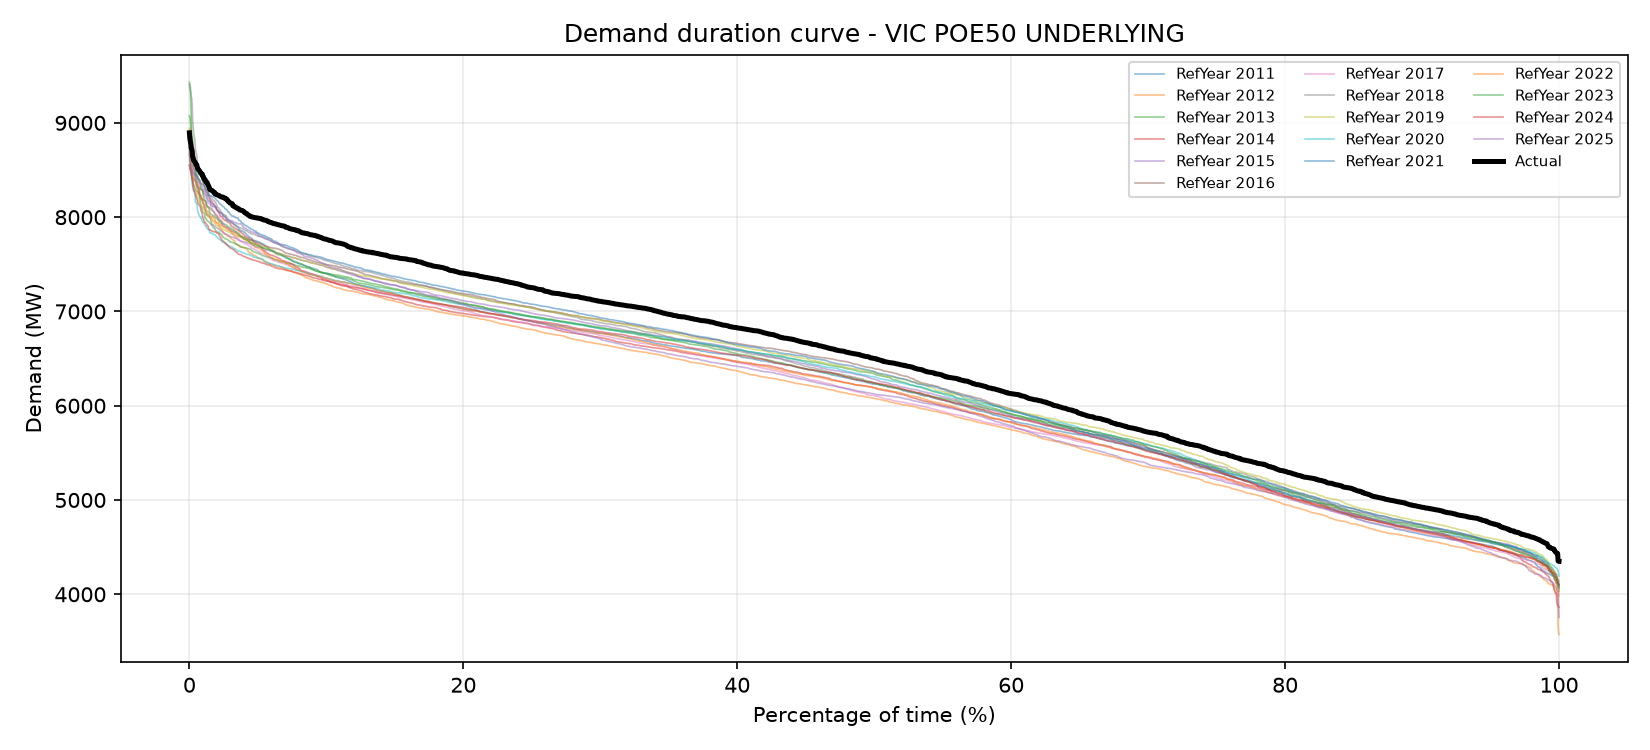 Demand duration curve - VIC POE50 UNDERLYING
Demand (MW)
9000
8000
7000
6000
5000
4000
RefYear 2011
RefYear 2012
RefYear 2013
RefYear 2014
RefYear 2015
RefYear 2016
RefYear 2017
RefYear 2018
RefYear 2019
RefYear 2020
RefYear 2021
RefYear 2022
RefYear 2023
RefYear 2024
RefYear 2025
Actual
0
20
40
60
80
100
Percentage of time (%)